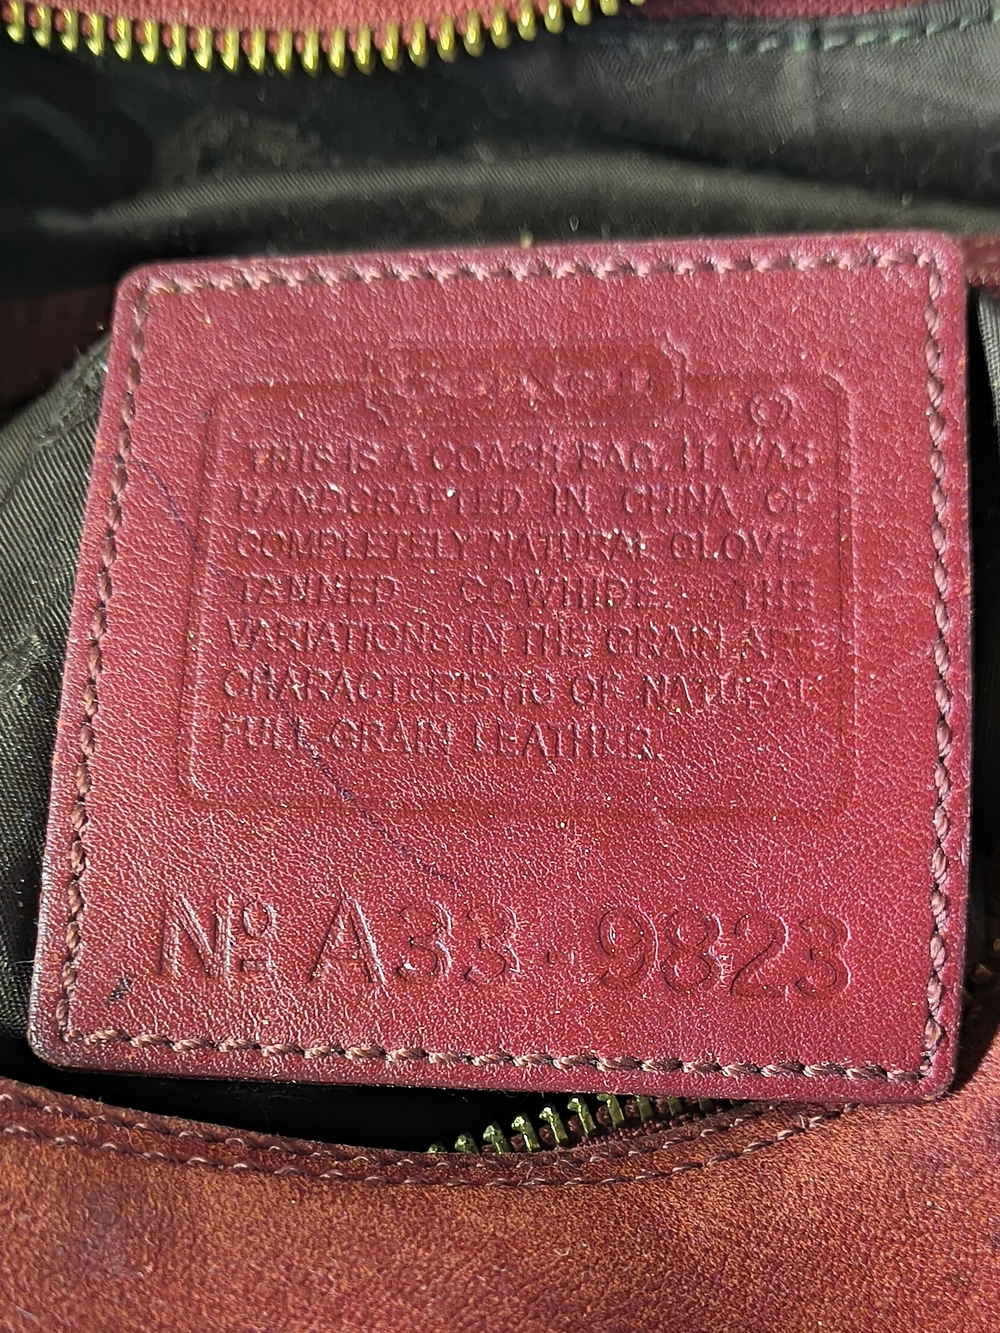 ©
THIS IS A COACH BAG. IT WAS
HANDCRAFTED IN CHINA OF
COMPLETELY NATURAL GLOVE-
TANNED COWHIDE. THE
VARIATIONS IN THE GRAIN ARE
CHARACTERISTIC OF NATURAL
FULL-GRAIN LEATHER.
Nº A33-9823